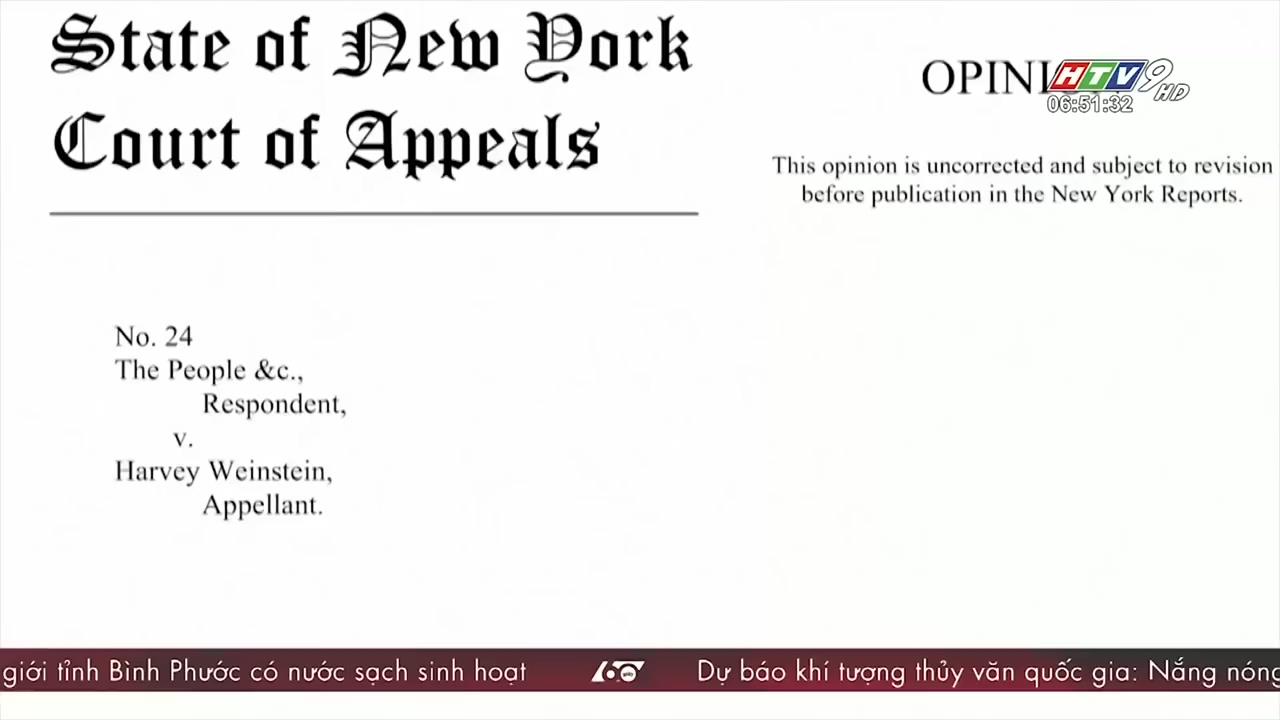 State of New York
Court of Appeals
OPINI
HTV9 HD
06:51:32
This opinion is uncorrected and subject to revision
before publication in the New York Reports.
No. 24
The People &c.,
Respondent,
v.
Harvey Weinstein,
Appellant.
giới tỉnh Bình Phước có nước sạch sinh hoạt 60 giây Dự báo khí tượng thủy văn quốc gia: Nắng nóng